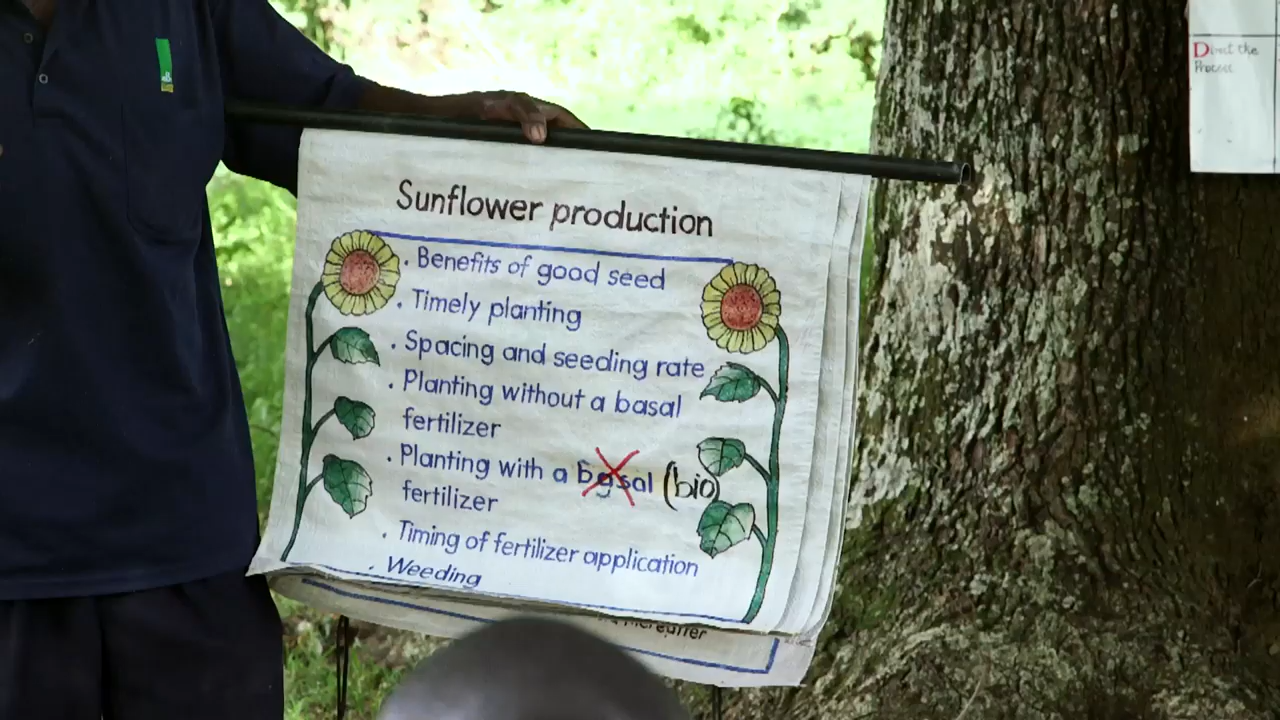 Sunflower production
. Benefits of good seed
. Timely planting
. Spacing and seeding rate
. Planting without a basal
fertilizer
. Planting with a basal (bio)
fertilizer
. Timing of fertilizer application
. Weeding
hereafter
Direct the
Process